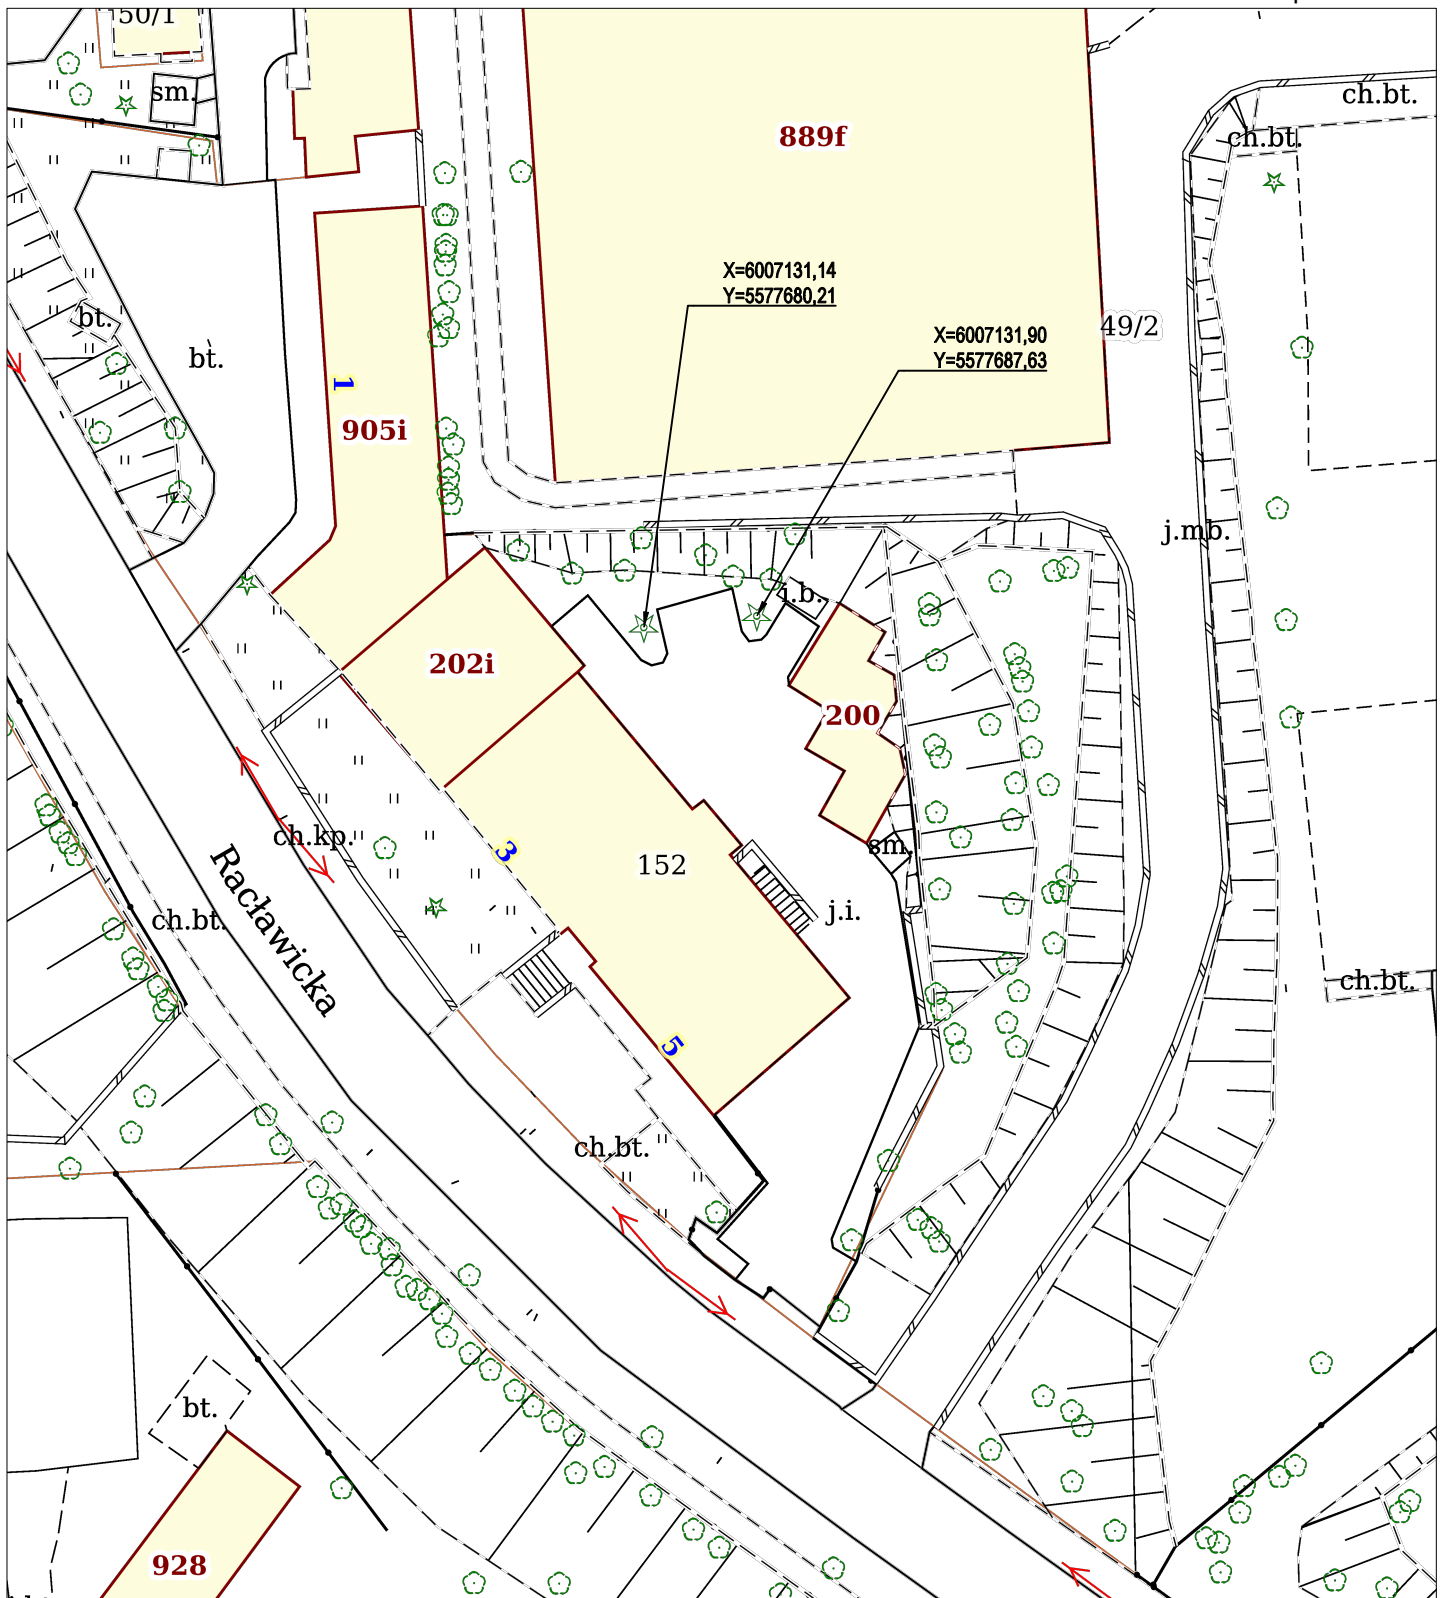 50/1
sm.
ch.bt.
ch.bt.
889f
X=6007131,14
Y=5577680,21
bt.
49/2
X=6007131,90
Y=5577687,63
bt.
1
905i
j.mb.
i.b.
202i
200
ch.kp.
3
152
sm.
Racławicka
ch.bt.
j.i.
ch.bt.
5
ch.bt.
bt.
928